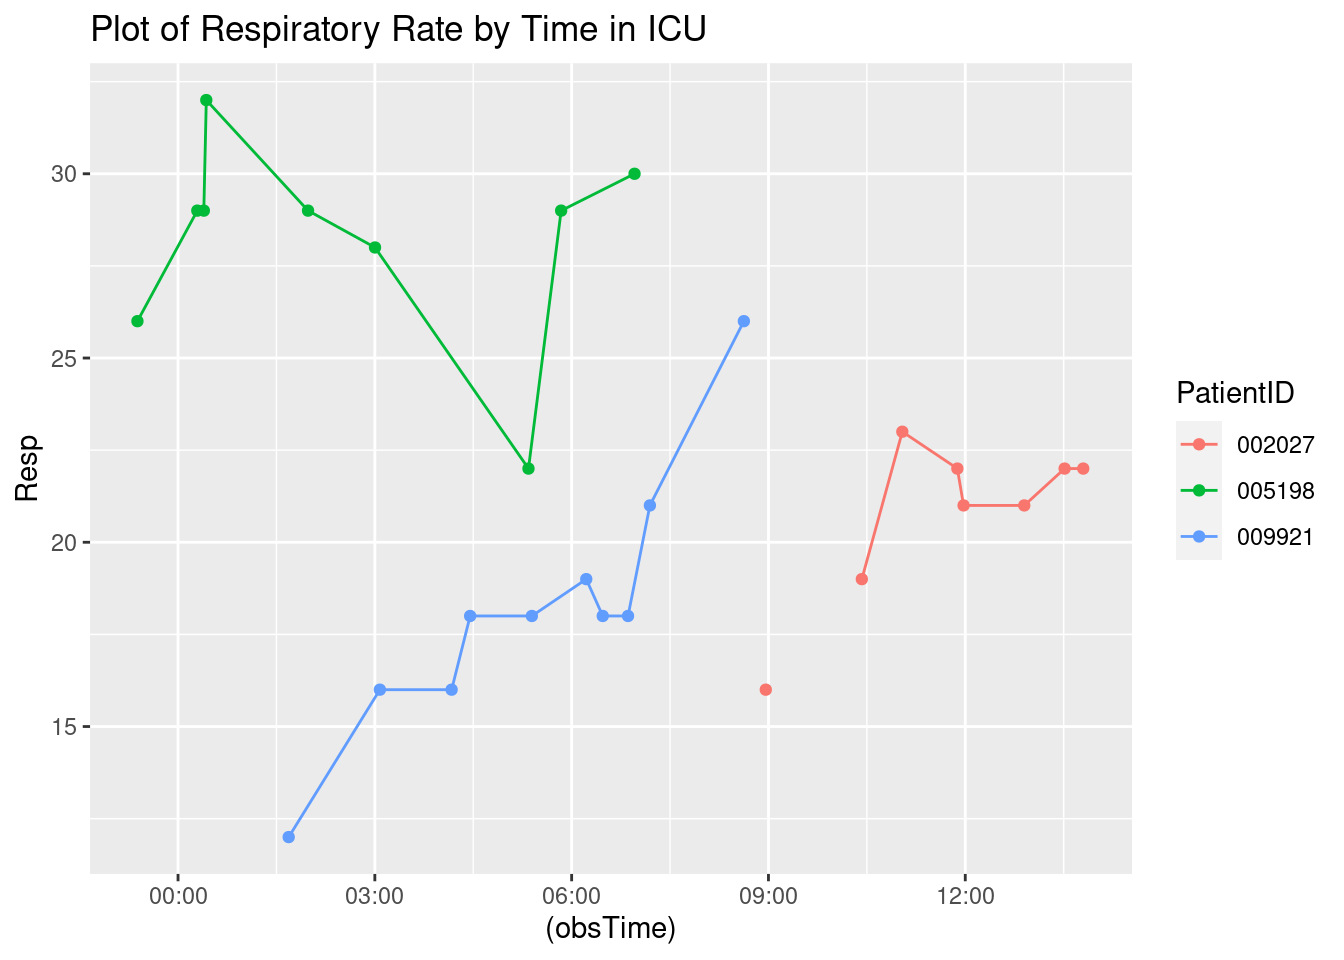 Plot of Respiratory Rate by Time in ICU
30
25
20
15
Resp
00:00 03:00 06:00 09:00 12:00
(obsTime)
PatientID
002027
005198
009921